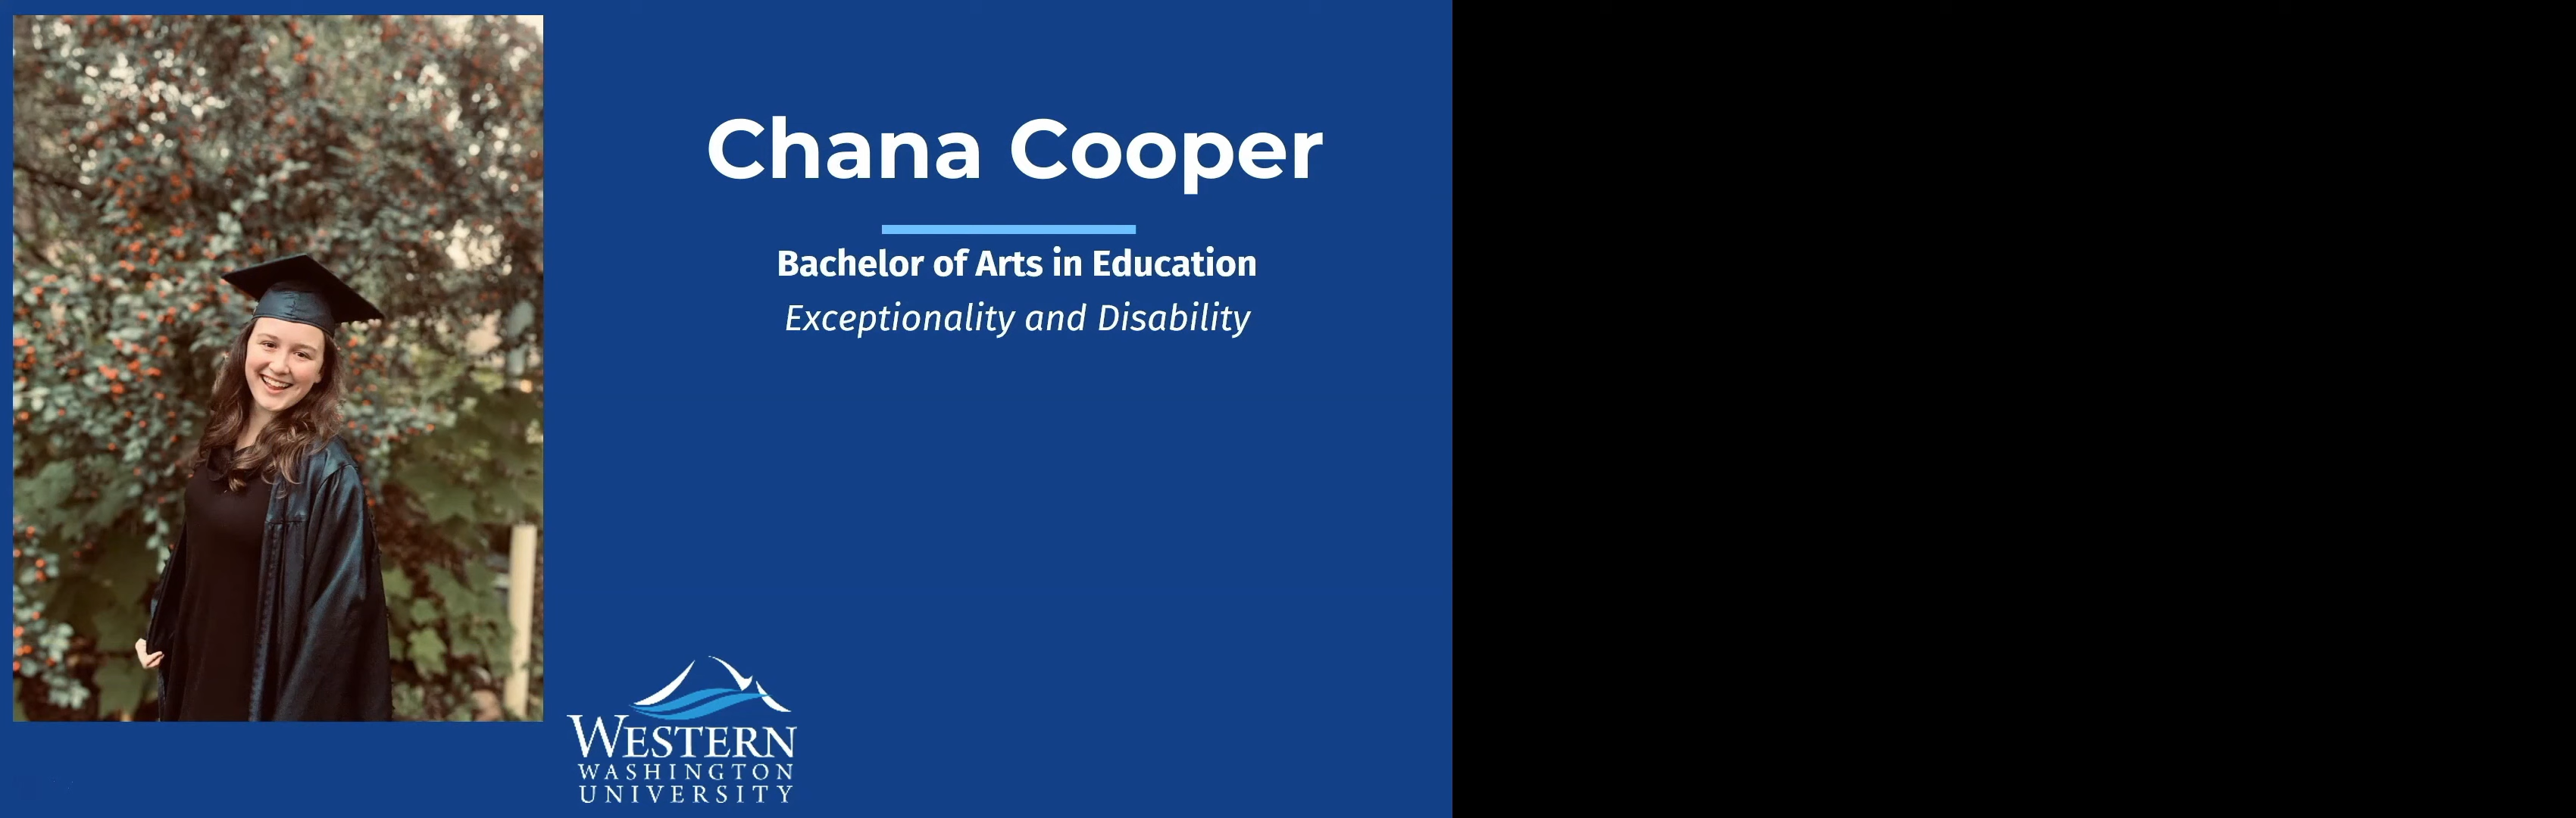 Chana Cooper
Bachelor of Arts in Education
Exceptionality and Disability
WESTERN
WASHINGTON
UNIVERSITY